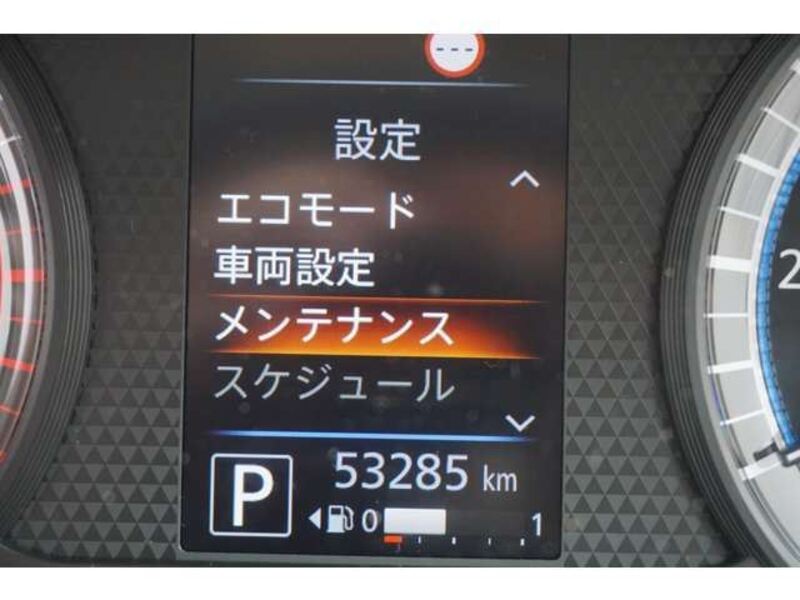 ---
設定
エコモード
車両設定
メンテナンス
スケジュール
P 53285 km
0 1
2